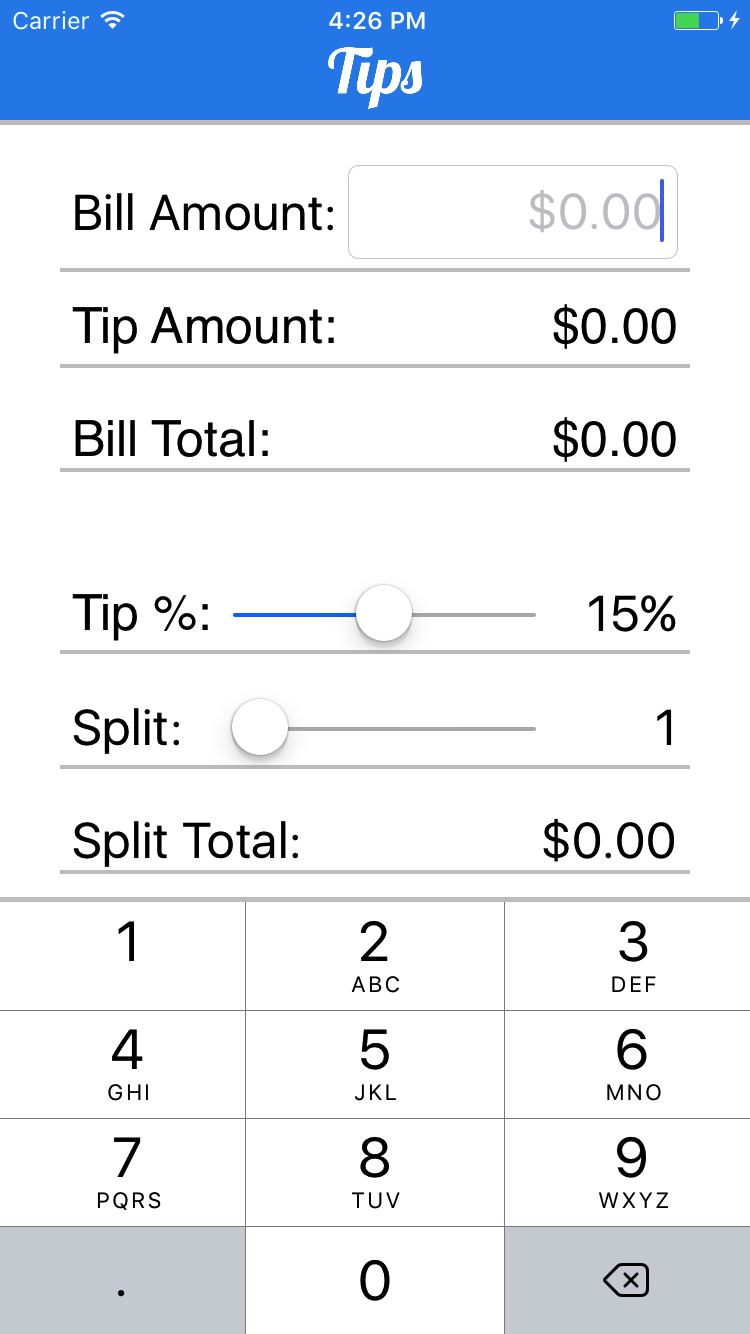 Carrier 4:26 PM
Tips
Bill Amount: $0.00
Tip Amount: $0.00
Bill Total: $0.00
Tip %: 15%
Split: 1
Split Total: $0.00
1 2 3
ABC DEF
4 5 6
GHI JKL MNO
7 8 9
PQRS TUV WXYZ
. 0